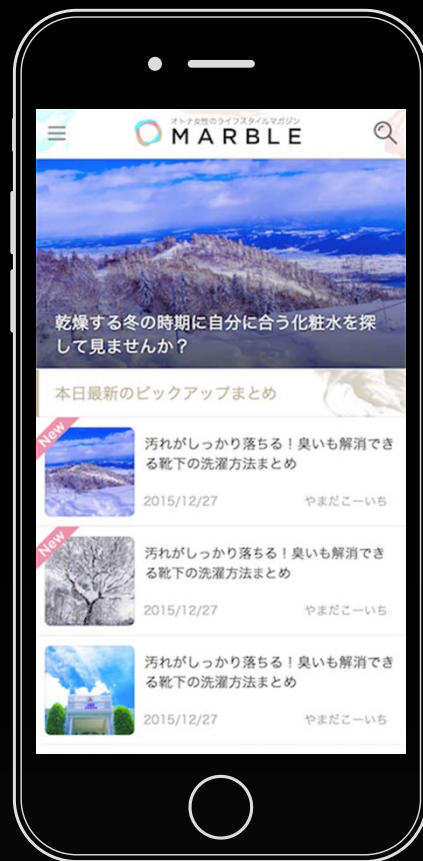 オトナ女性のライフスタイルマガジン
MARBLE
乾燥する冬の時期に自分に合う化粧水を探
して見ませんか？
本日最新のピックアップまとめ
New
汚れがしっかり落ちる！臭いも解消でき
る靴下の洗濯方法まとめ
2015/12/27 やまだこーいち
New
汚れがしっかり落ちる！臭いも解消でき
る靴下の洗濯方法まとめ
2015/12/27 やまだこーいち
汚れがしっかり落ちる！臭いも解消でき
る靴下の洗濯方法まとめ
2015/12/27 やまだこーいち